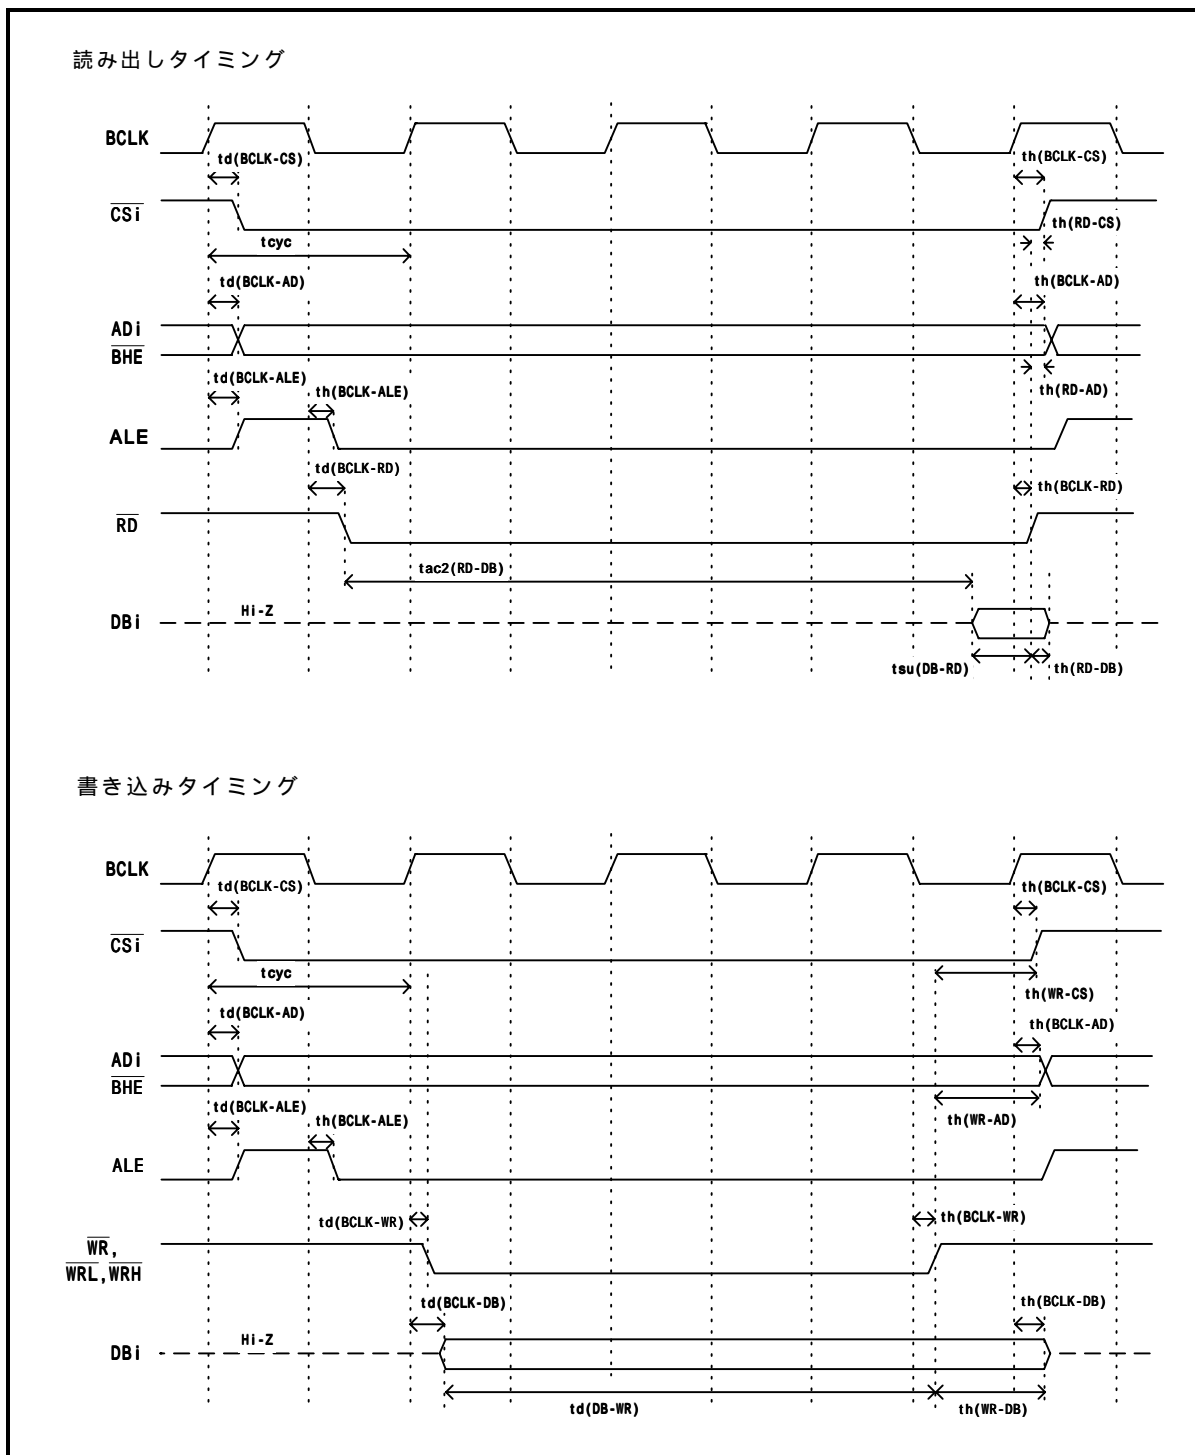 読み出しタイミング
BCLK
td(BCLK-CS)
th(BCLK-CS)
CSi
th(RD-CS)
tcyc
td(BCLK-AD)
th(BCLK-AD)
ADi
BHE
td(BCLK-ALE)
th(BCLK-ALE)
th(RD-AD)
ALE
td(BCLK-RD)
th(BCLK-RD)
RD
tac2(RD-DB)
Hi-Z
DBi
tsu(DB-RD)
th(RD-DB)
書き込みタイミング
BCLK
td(BCLK-CS)
th(BCLK-CS)
CSi
tcyc
th(WR-CS)
td(BCLK-AD)
th(BCLK-AD)
ADi
BHE
td(BCLK-ALE)
th(BCLK-ALE)
th(WR-AD)
ALE
td(BCLK-WR)
th(BCLK-WR)
WR,
WRL,WRH
td(BCLK-DB)
th(BCLK-DB)
Hi-Z
DBi
td(DB-WR)
th(WR-DB)